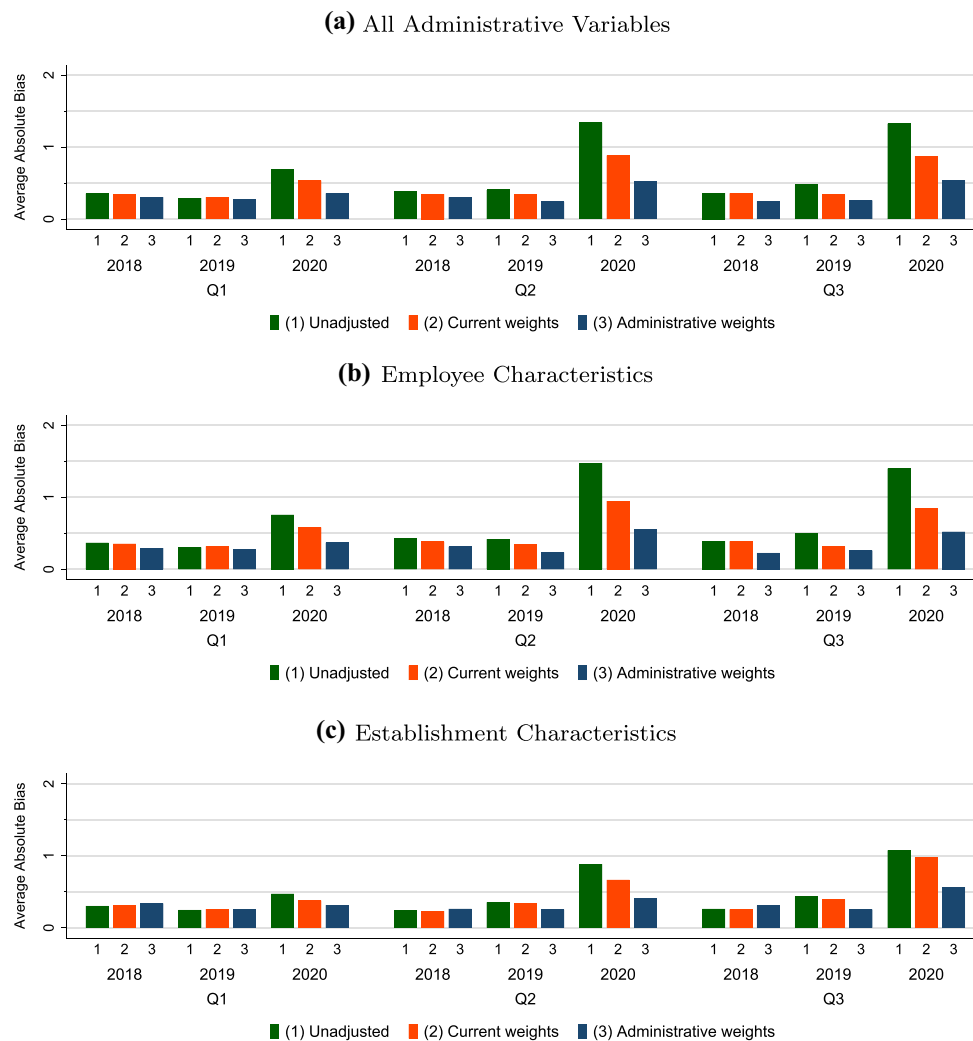 (a) All Administrative Variables
Average Absolute Bias
2
1
0
1 2 3 1 2 3 1 2 3 1 2 3 1 2 3 1 2 3 1 2 3 1 2 3 1 2 3
2018 2019 2020 2018 2019 2020 2018 2019 2020
Q1 Q2 Q3
(1) Unadjusted (2) Current weights (3) Administrative weights
(b) Employee Characteristics
Average Absolute Bias
2
1
0
1 2 3 1 2 3 1 2 3 1 2 3 1 2 3 1 2 3 1 2 3 1 2 3 1 2 3
2018 2019 2020 2018 2019 2020 2018 2019 2020
Q1 Q2 Q3
(1) Unadjusted (2) Current weights (3) Administrative weights
(c) Establishment Characteristics
Average Absolute Bias
2
1
0
1 2 3 1 2 3 1 2 3 1 2 3 1 2 3 1 2 3 1 2 3 1 2 3 1 2 3
2018 2019 2020 2018 2019 2020 2018 2019 2020
Q1 Q2 Q3
(1) Unadjusted (2) Current weights (3) Administrative weights